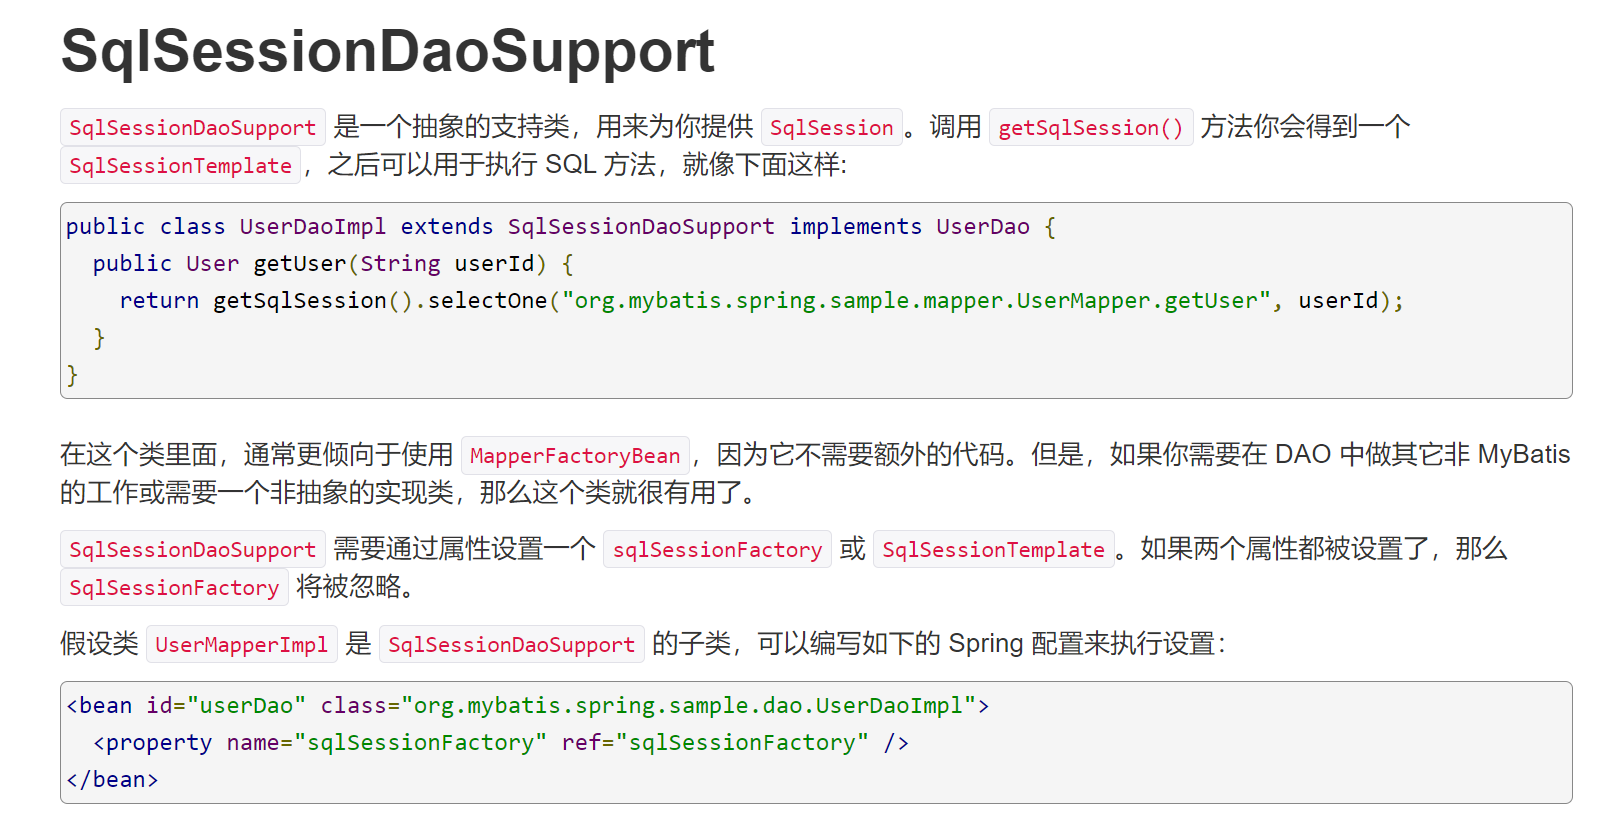 SqlSessionDaoSupport
SqlSessionDaoSupport 是一个抽象的支持类，用来为你提供 SqlSession 。调用 getSqlSession() 方法你会得到一个
SqlSessionTemplate ，之后可以用于执行 SQL 方法，就像下面这样:
public class UserDaoImpl extends SqlSessionDaoSupport implements UserDao {
  public User getUser(String userId) {
    return getSqlSession().selectOne("org.mybatis.spring.sample.mapper.UserMapper.getUser", userId);
  }
}
在这个类里面，通常更倾向于使用 MapperFactoryBean ，因为它不需要额外的代码。但是，如果你需要在 DAO 中做其它非 MyBatis
的工作或需要一个非抽象的实现类，那么这个类就很有用了。
SqlSessionDaoSupport 需要通过属性设置一个 sqlSessionFactory 或 SqlSessionTemplate 。如果两个属性都被设置了，那么
SqlSessionFactory 将被忽略。
假设类 UserMapperImpl 是 SqlSessionDaoSupport 的子类，可以编写如下的 Spring 配置来执行设置：
<bean id="userDao" class="org.mybatis.spring.sample.dao.UserDaoImpl">
  <property name="sqlSessionFactory" ref="sqlSessionFactory" />
</bean>